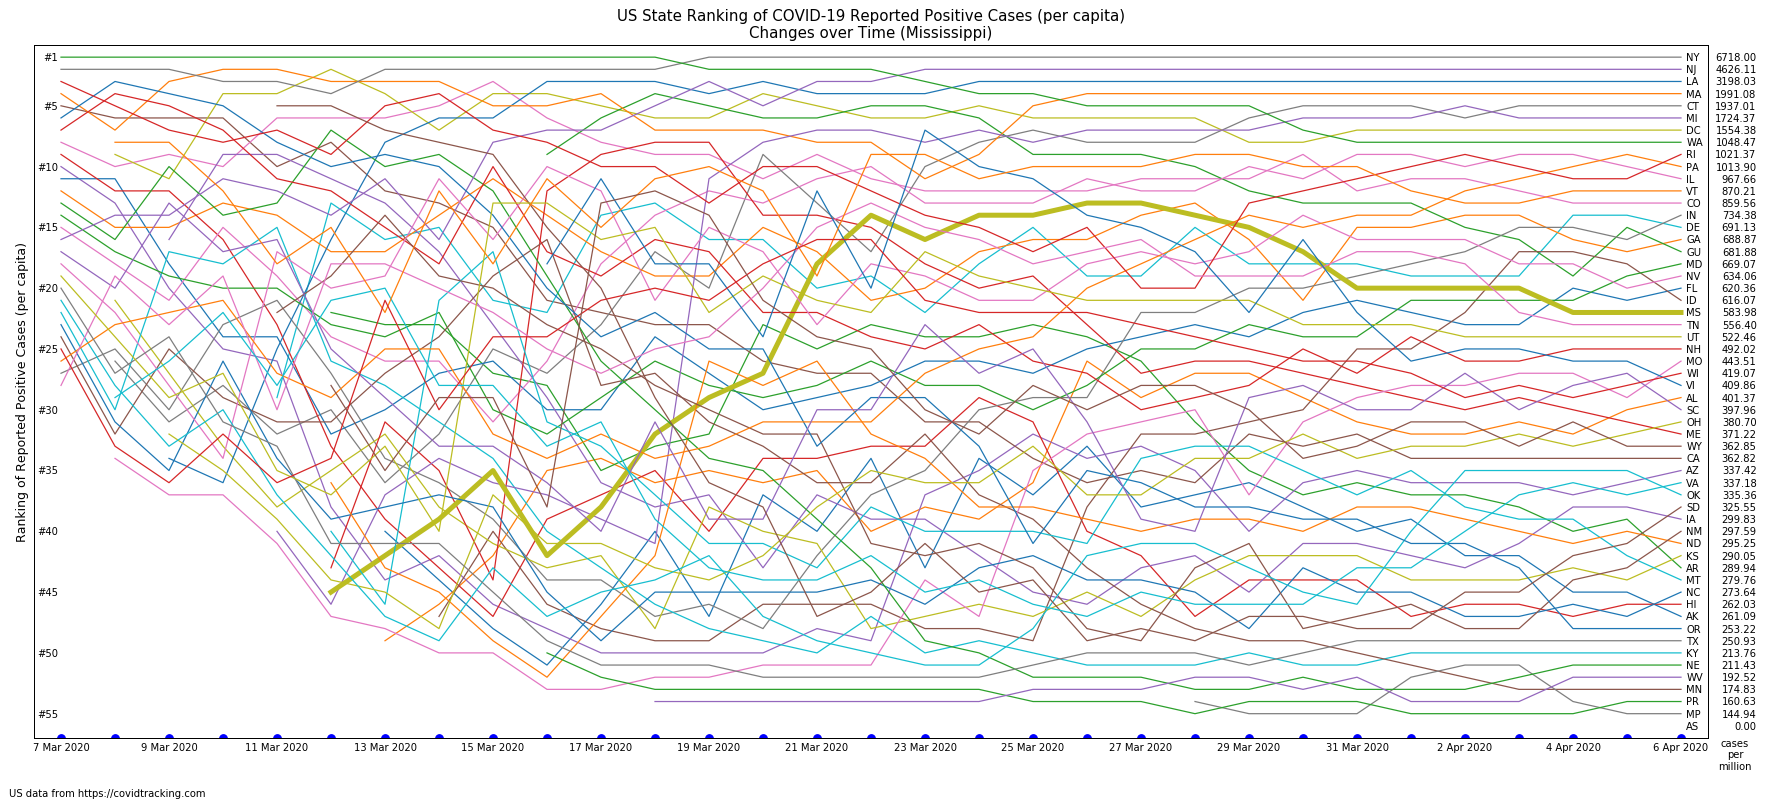 US State Ranking of COVID-19 Reported Positive Cases (per capita)
Changes over Time (Mississippi)
Ranking of Reported Positive Cases (per capita)
#1
#5
#10
#15
#20
#25
#30
#35
#40
#45
#50
#55
NY 6718.00
NJ 4626.11
LA 3198.03
MA 1991.08
CT 1937.01
MI 1724.37
DC 1554.38
WA 1048.47
RI 1021.37
PA 1013.90
IL 967.66
VT 870.21
CO 859.56
IN 734.38
DE 691.13
GA 688.87
GU 681.88
MD 669.07
NV 634.06
FL 620.36
ID 616.07
MS 583.98
TN 556.40
UT 522.46
NH 492.02
MO 443.51
WI 419.07
VI 409.86
AL 401.37
SC 397.96
OH 380.70
ME 371.22
WY 362.85
CA 362.82
AZ 337.42
VA 337.18
OK 335.36
SD 325.55
IA 299.83
NM 297.59
ND 295.25
KS 290.05
AR 289.94
MT 279.76
NC 273.64
HI 262.03
AK 261.09
OR 253.22
TX 250.93
KY 213.76
NE 211.43
WV 192.52
MN 174.83
PR 160.63
MP 144.94
AS 0.00
7 Mar 2020 9 Mar 2020 11 Mar 2020 13 Mar 2020 15 Mar 2020 17 Mar 2020 19 Mar 2020 21 Mar 2020 23 Mar 2020 25 Mar 2020 27 Mar 2020 29 Mar 2020 31 Mar 2020 2 Apr 2020 4 Apr 2020 6 Apr 2020
cases
per
million
US data from https://covidtracking.com